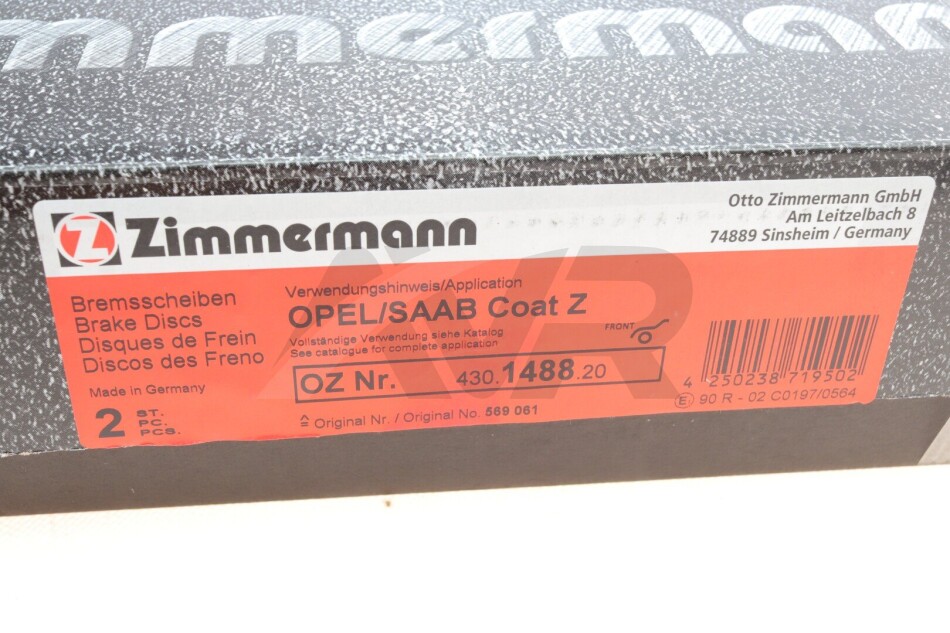 mmerman
Zimmermann
Otto Zimmermann GmbH
Am Leitzelbach 8
74889 Sinsheim / Germany
Bremsscheiben
Brake Discs
Disques de Frein
Discos des Freno
Made in Germany
2 ST.
PC.
PCS.
Verwendungshinweis/Application
OPEL/SAAB Coat Z
Vollständige Verwendung siehe Katalog
See catalogue for complete application
FRONT
OZ Nr. 430.1488.20
≙ Original Nr. / Original No. 569 061
4 250238 719502
E 90 R - 02 C0197/0564
AVR